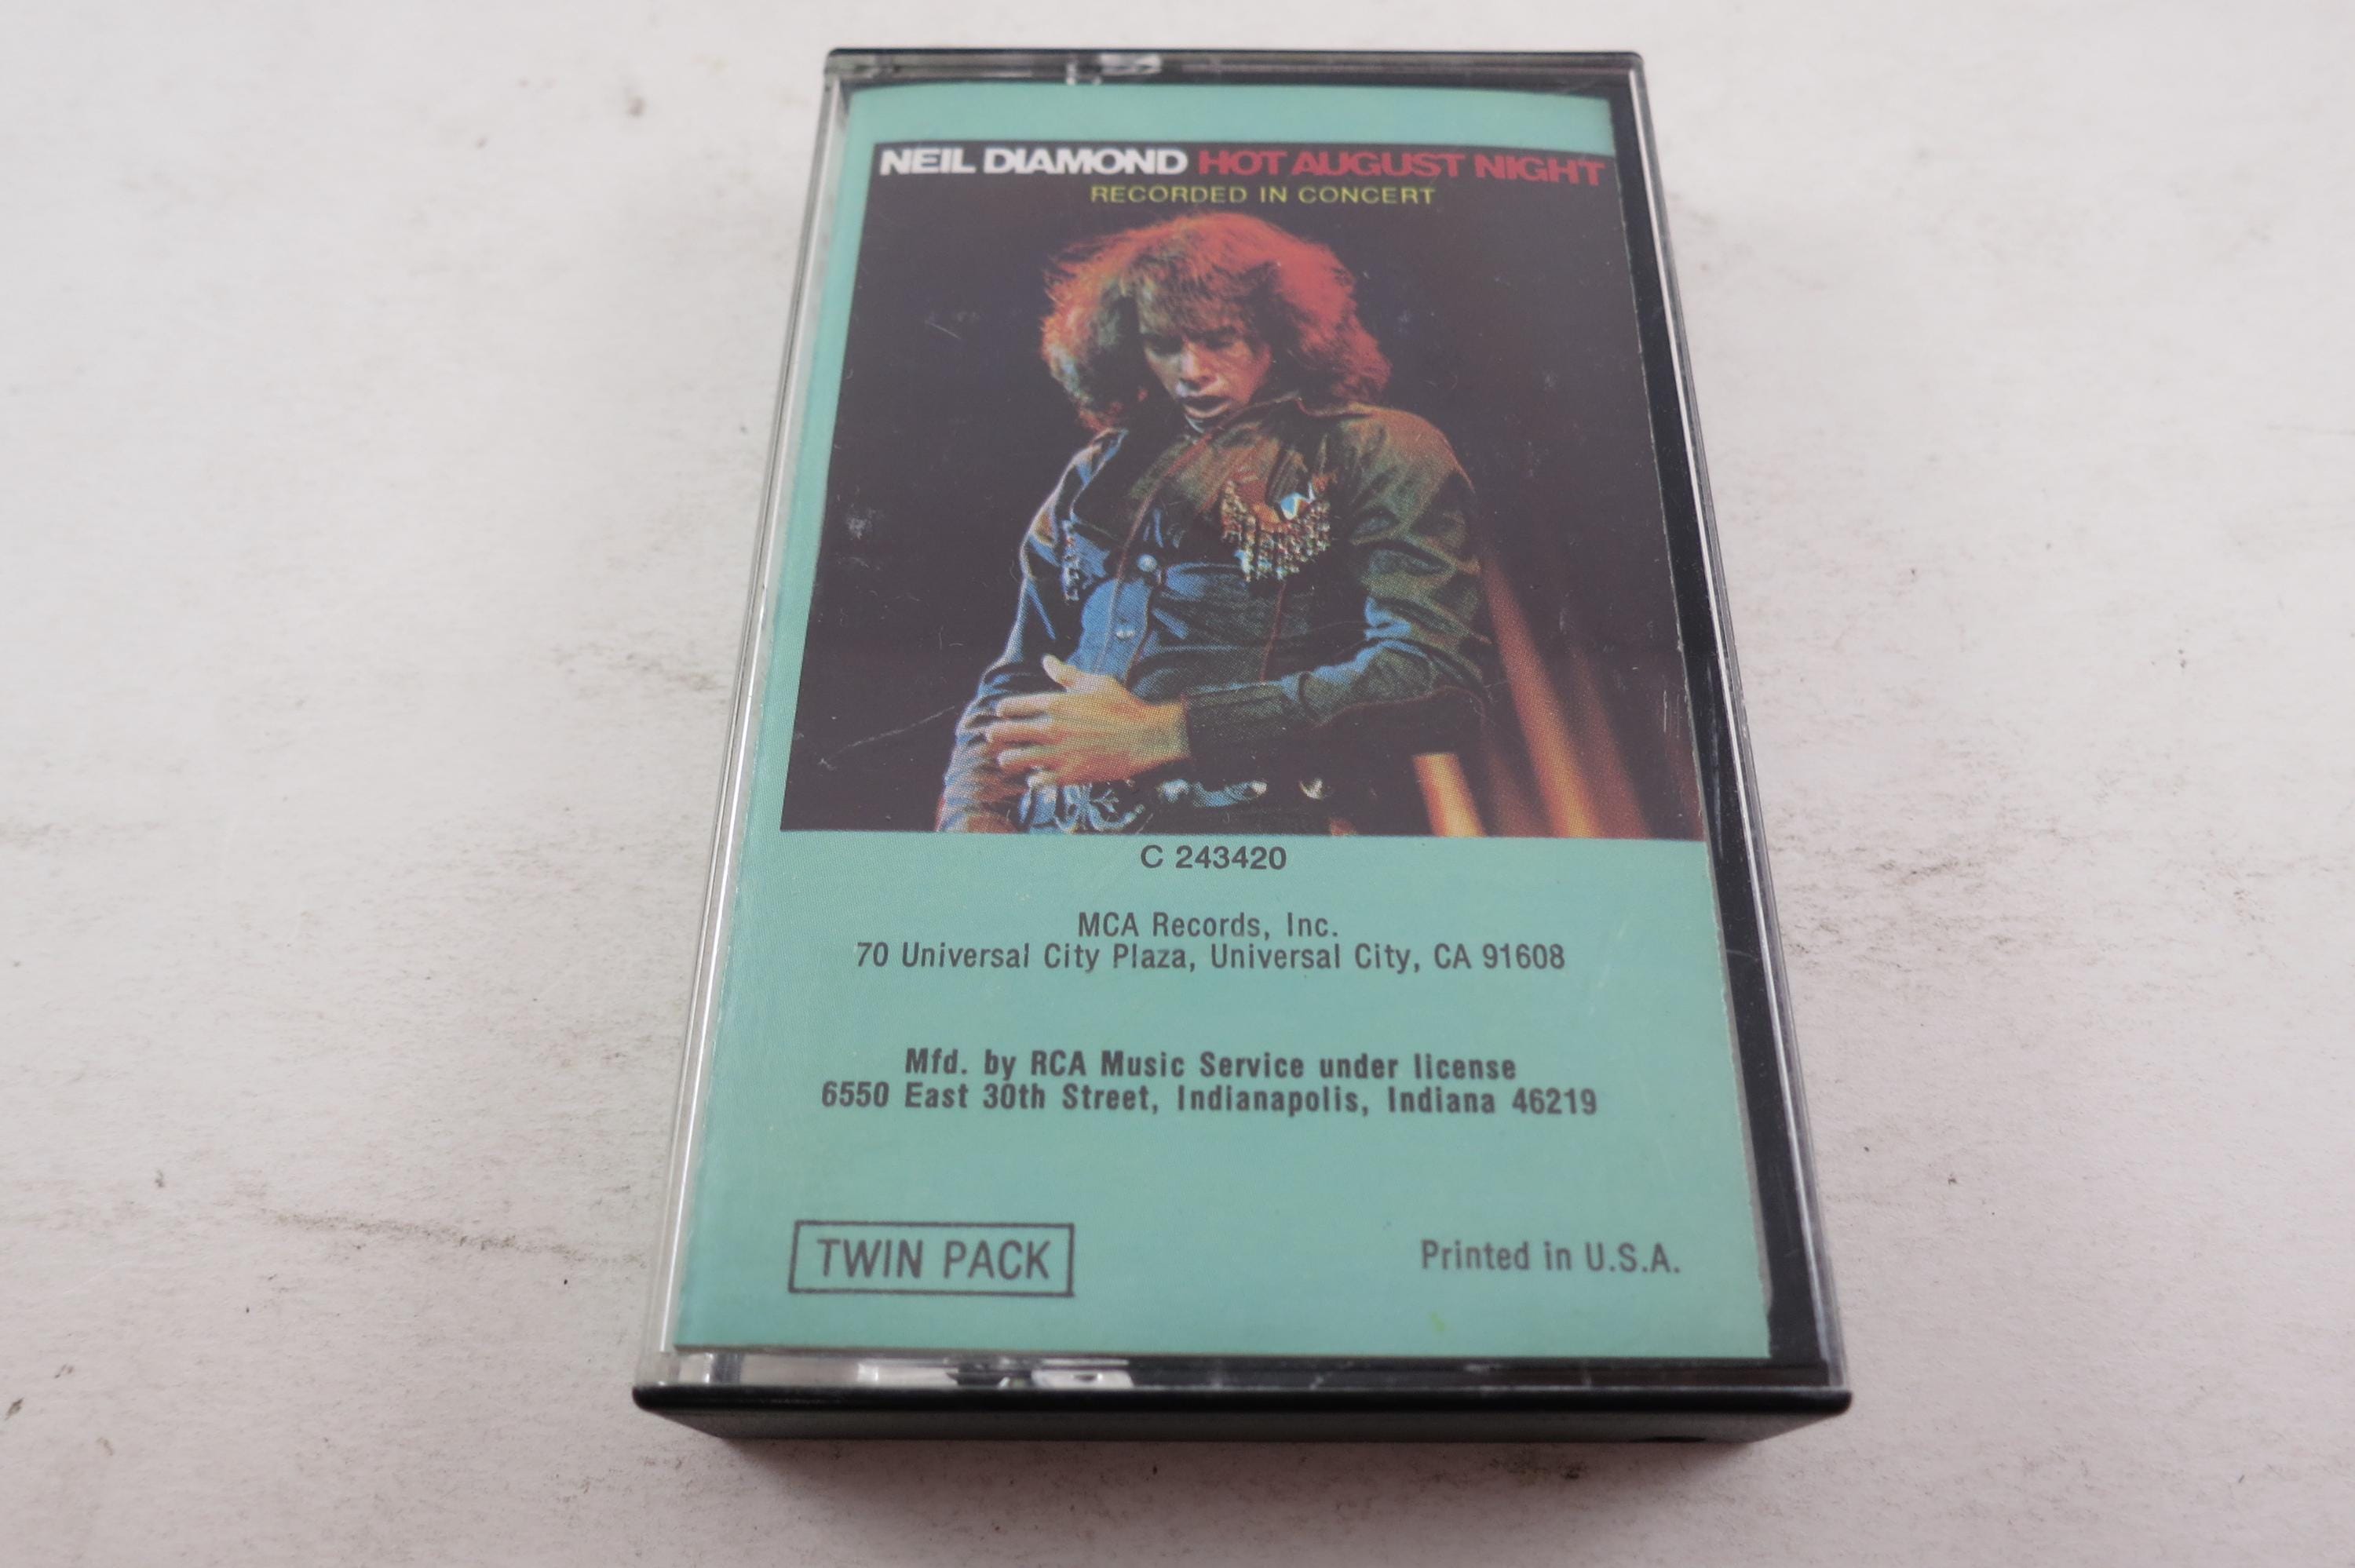 NEIL DIAMOND HOT AUGUST NIGHT
RECORDED IN CONCERT
C 243420
MCA Records, Inc.
70 Universal City Plaza, Universal City, CA 91608
Mfd. by RCA Music Service under license
6550 East 30th Street, Indianapolis, Indiana 46219
TWIN PACK
Printed in U.S.A.